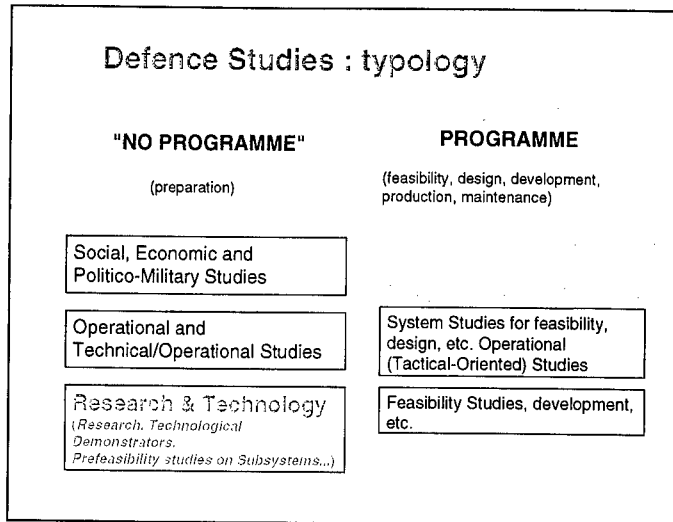 Defence Studies : typology
"NO PROGRAMME"
(preparation)
PROGRAMME
(feasibility, design, development,
production, maintenance)
Social, Economic and
Politico-Military Studies
Operational and
Technical/Operational Studies
Research & Technology
(Research. Technological
Demonstrators.
Prefeasibility studies on Subsystems...)
System Studies for feasibility,
design, etc. Operational
(Tactical-Oriented) Studies
Feasibility Studies, development,
etc.